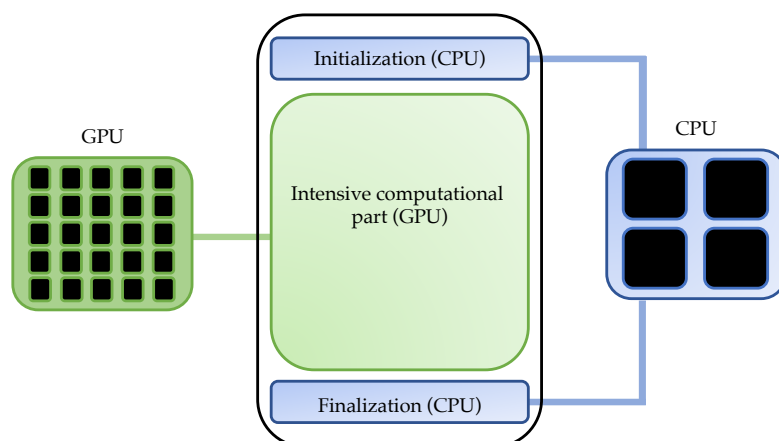 Initialization (CPU)
GPU
CPU
Intensive computational
part (GPU)
Finalization (CPU)